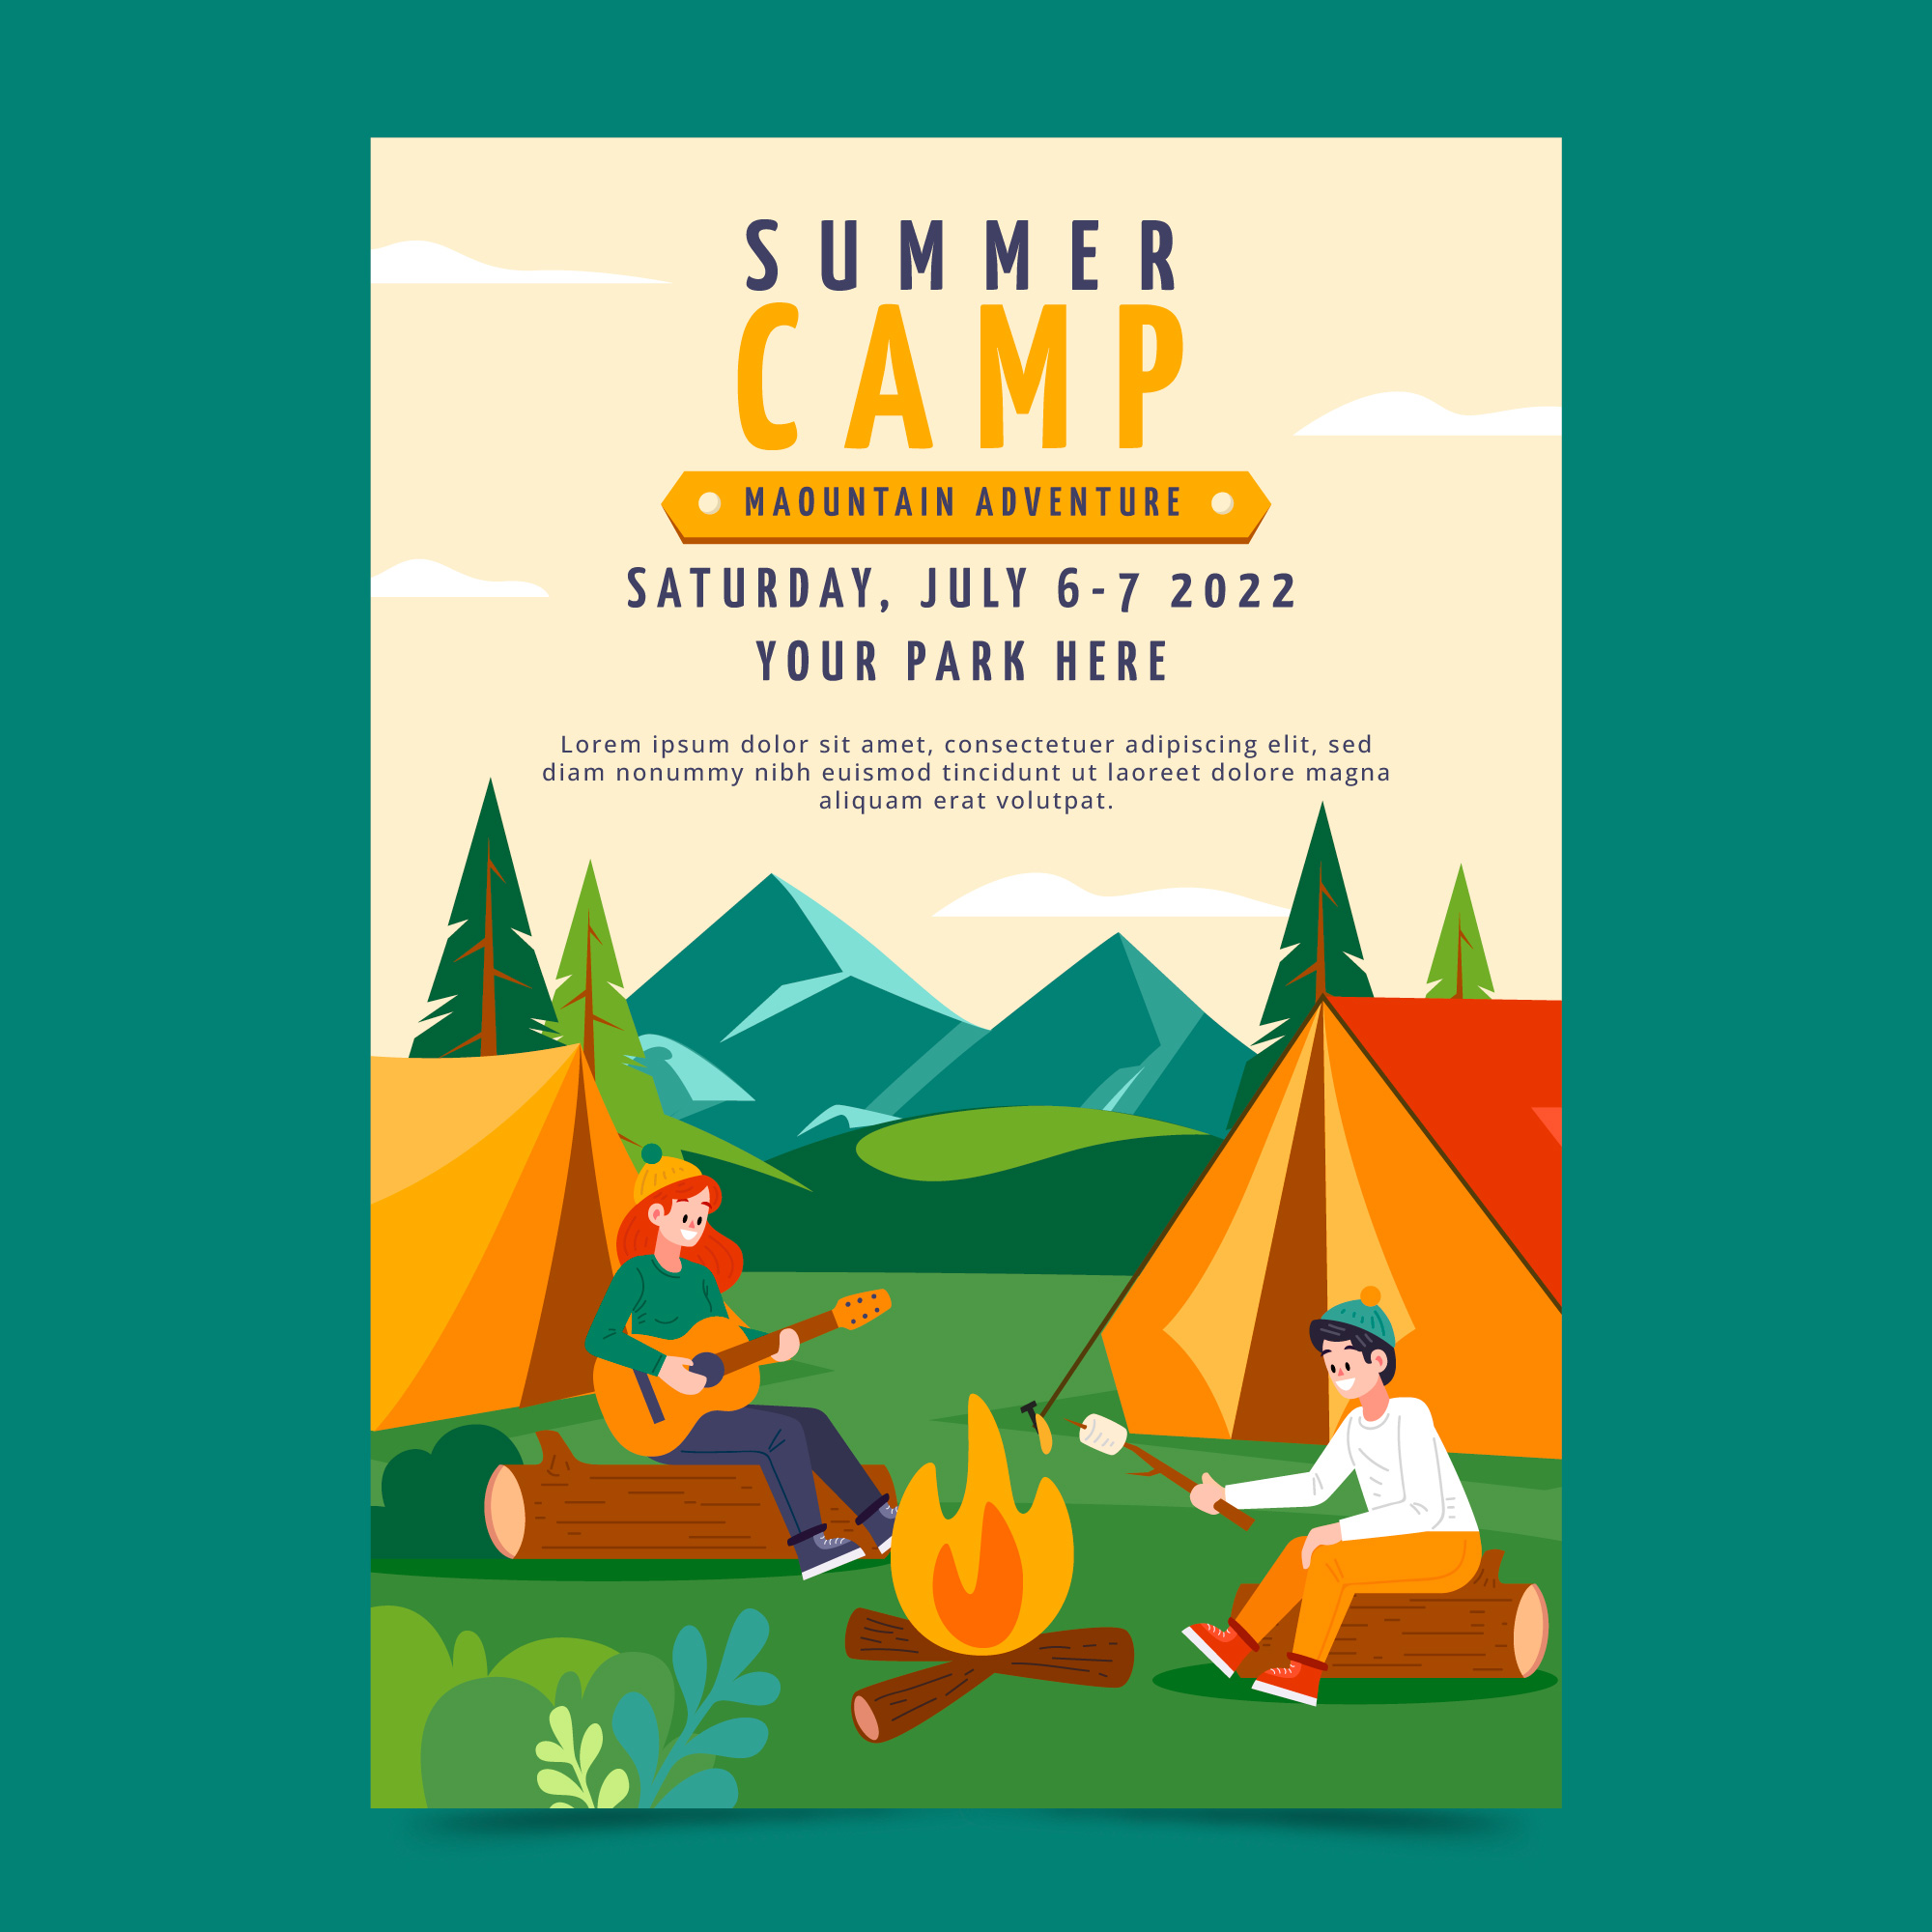 SUMMER
CAMP
MAOUNTAIN ADVENTURE
SATURDAY, JULY 6-7 2022
YOUR PARK HERE
Lorem ipsum dolor sit amet, consectetuer adipiscing elit, sed
diam nonummy nibh euismod tincidunt ut laoreet dolore magna
aliquam erat volutpat.